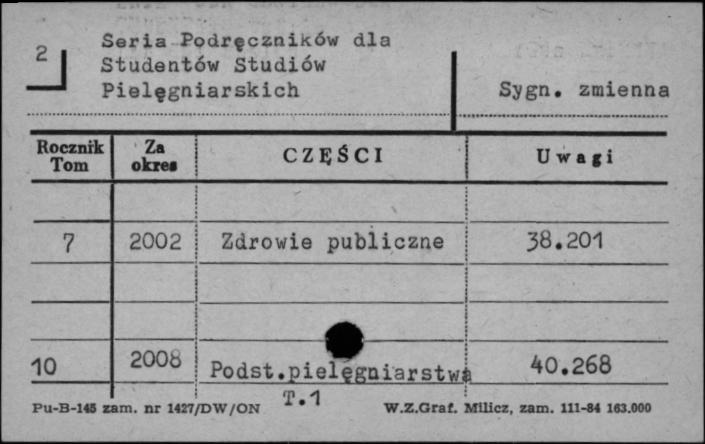 2
Seria Podręczników dla
Studentów Studiów
Pielęgniarskich
Sygn. zmienna
Rocznik Tom
Za okres
CZĘŚCI
Uwagi
7 2002 Zdrowie publiczne 38.201
10 2008 Podst.pielęgniarstwa 40.268
T.1
Pu-B-145 zam. nr 1427/DW/ON W.Z.Graf. Milicz, zam. 111-84 163.000